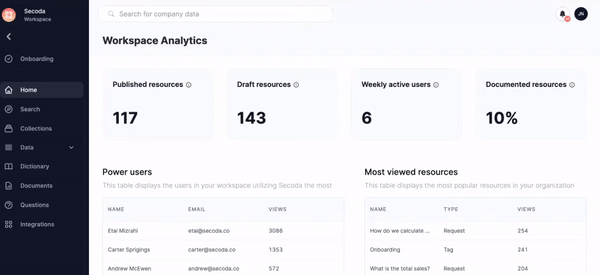 Secoda
Workspace
Onboarding
Home
Search
Collections
Data
Dictionary
Documents
Questions
Integrations
Search for company data
JN
Workspace Analytics
Published resources
117
Draft resources
143
Weekly active users
6
Documented resources
10%
Power users
This table displays the users in your workspace utilizing Secoda the most
NAME EMAIL VIEWS
Etai Mizrahi etai@secoda.co 3086
Carter Sprigings carter@secoda.co 1353
Andrew McEwen andrew@secoda.co 572
Most viewed resources
This table displays the most popular resources in your organization
NAME TYPE VIEWS
How do we calculate ... Request 254
Onboarding Tag 241
What is the total sales? Request 204